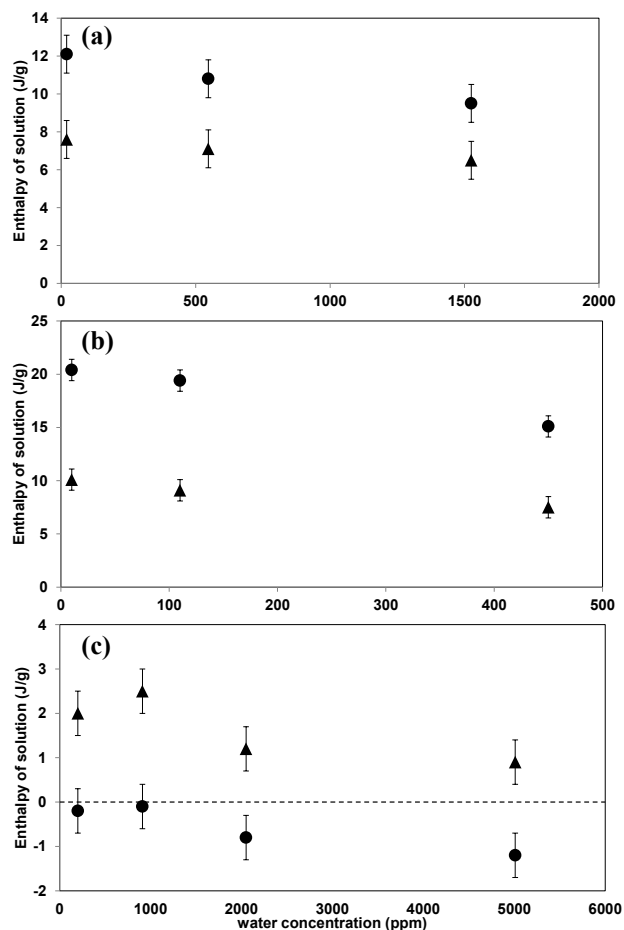 (a)
Enthalpy of solution (J/g)
14
12
10
8
6
4
2
0
0 500 1000 1500 2000
(b)
Enthalpy of solution (J/g)
25
20
15
10
5
0
0 100 200 300 400 500
(c)
Enthalpy of solution (J/g)
4
3
2
1
0
-1
-2
0 1000 2000 3000 4000 5000 6000
water concentration (ppm)